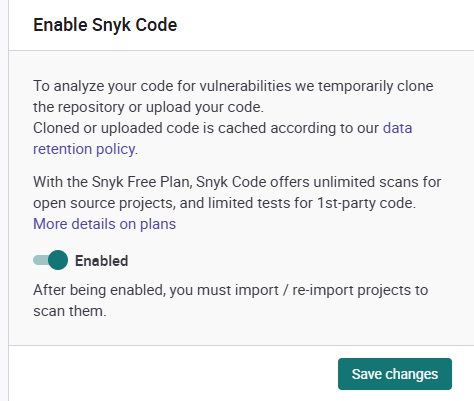 Enable Snyk Code
To analyze your code for vulnerabilities we temporarily clone
the repository or upload your code.
Cloned or uploaded code is cached according to our data
retention policy.
With the Snyk Free Plan, Snyk Code offers unlimited scans for
open source projects, and limited tests for 1st-party code.
More details on plans
Enabled
After being enabled, you must import / re-import projects to
scan them.
Save changes